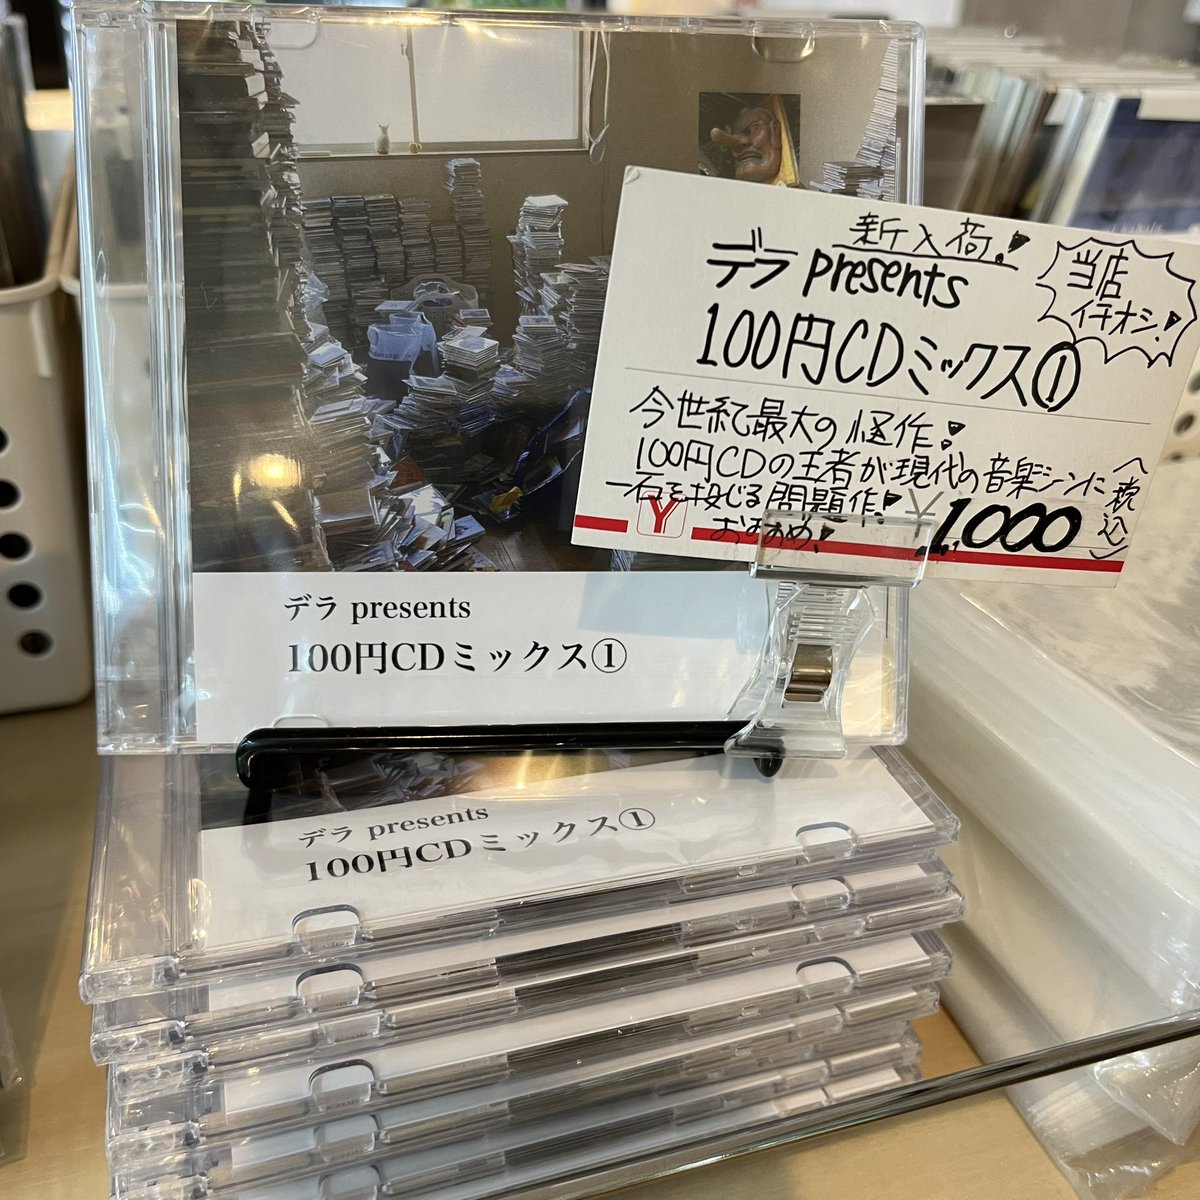 新入荷!
デラ presents
100円CDミックス①
当店
イチオシ!
今世紀最大の怪作!
100円CDの王者が現代の音楽シーンに
一石を投じる問題作!
おすすめ!
¥1,000
(税込)
Y
デラ presents
100円CDミックス①
デラ presents
100円CDミックス①